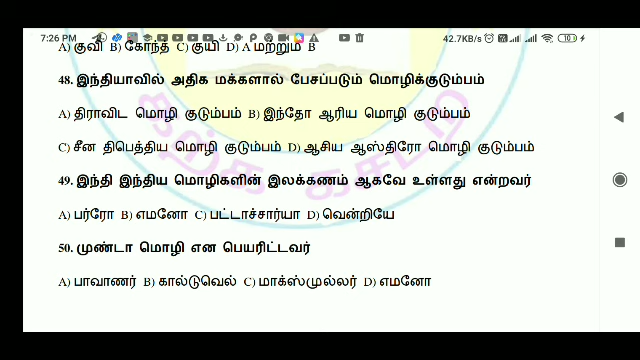 7:26 PM
42.7KB/s
A) குவி B) கோந்த் C) குயி D) A மற்றும் B
48. இந்தியாவில் அதிக மக்களால் பேசப்படும் மொழிக்குடும்பம்
A) திராவிட மொழி குடும்பம் B) இந்தோ ஆரிய மொழி குடும்பம்
C) சீன திபெத்திய மொழி குடும்பம் D) ஆசிய ஆஸ்திரோ மொழி குடும்பம்
49. இந்தி இந்திய மொழிகளின் இலக்கணம் ஆகவே உள்ளது என்றவர்
A) பர்ரோ B) எமனோ C) பட்டாச்சார்யா D) வென்றியே
50. முண்டா மொழி என பெயரிட்டவர்
A) பாவாணர் B) கால்டுவெல் C) மாக்ஸ்முல்லர் D) எமனோ
கற்க கசடற